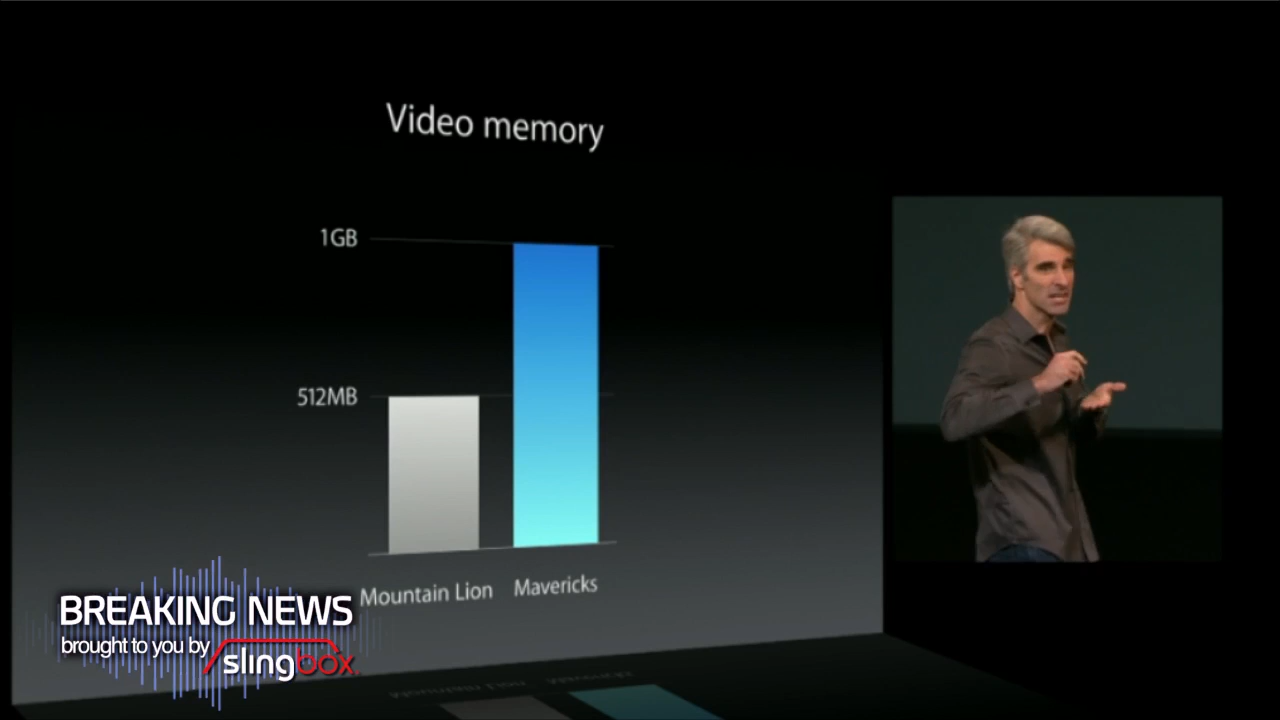 Video memory
1GB
512MB
Mountain Lion Mavericks
BREAKING NEWS
brought to you by
slingbox